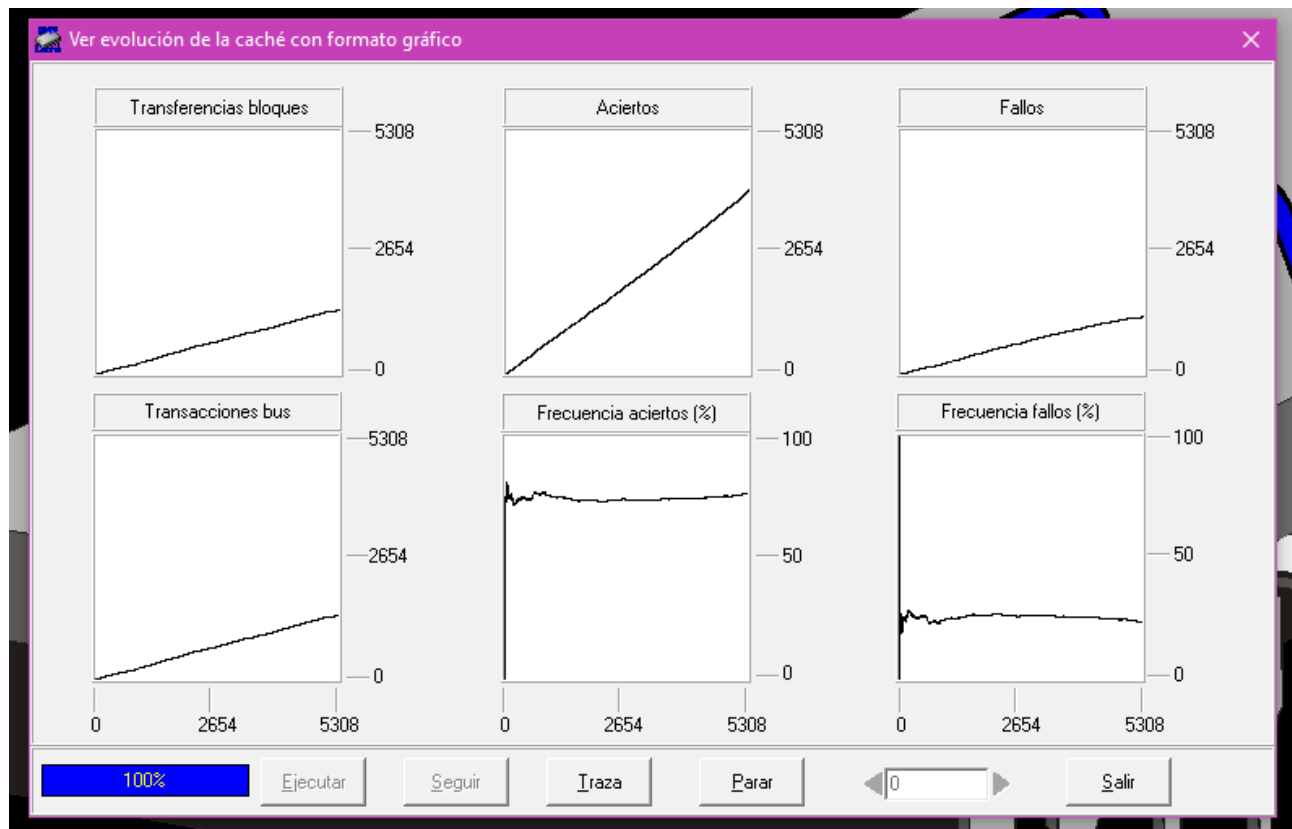 Ver evolución de la caché con formato gráfico
Transferencias bloques
5308
2654
0
Aciertos
5308
2654
0
Fallos
5308
2654
0
Transacciones bus
5308
2654
0
0 2654 5308
Frecuencia aciertos (%)
100
50
0
0 2654 5308
Frecuencia fallos (%)
100
50
0
0 2654 5308
100% Ejecutar Seguir Traza Parar 0 Salir